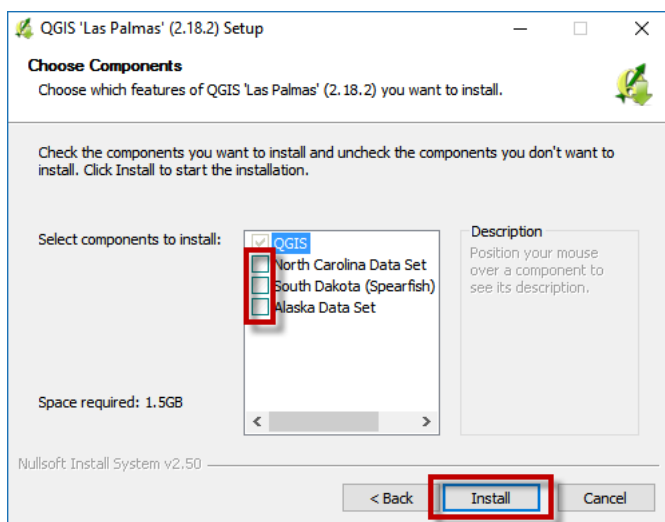 QGIS 'Las Palmas' (2.18.2) Setup
Choose Components
Choose which features of QGIS 'Las Palmas' (2.18.2) you want to install.
Check the components you want to install and uncheck the components you don't want to
install. Click Install to start the installation.
Select components to install:
QGIS
North Carolina Data Set
South Dakota (Spearfish)
Alaska Data Set
Description
Position your mouse
over a component to
see its description.
Space required: 1.5GB
Nullsoft Install System v2.50
< Back
Install
Cancel